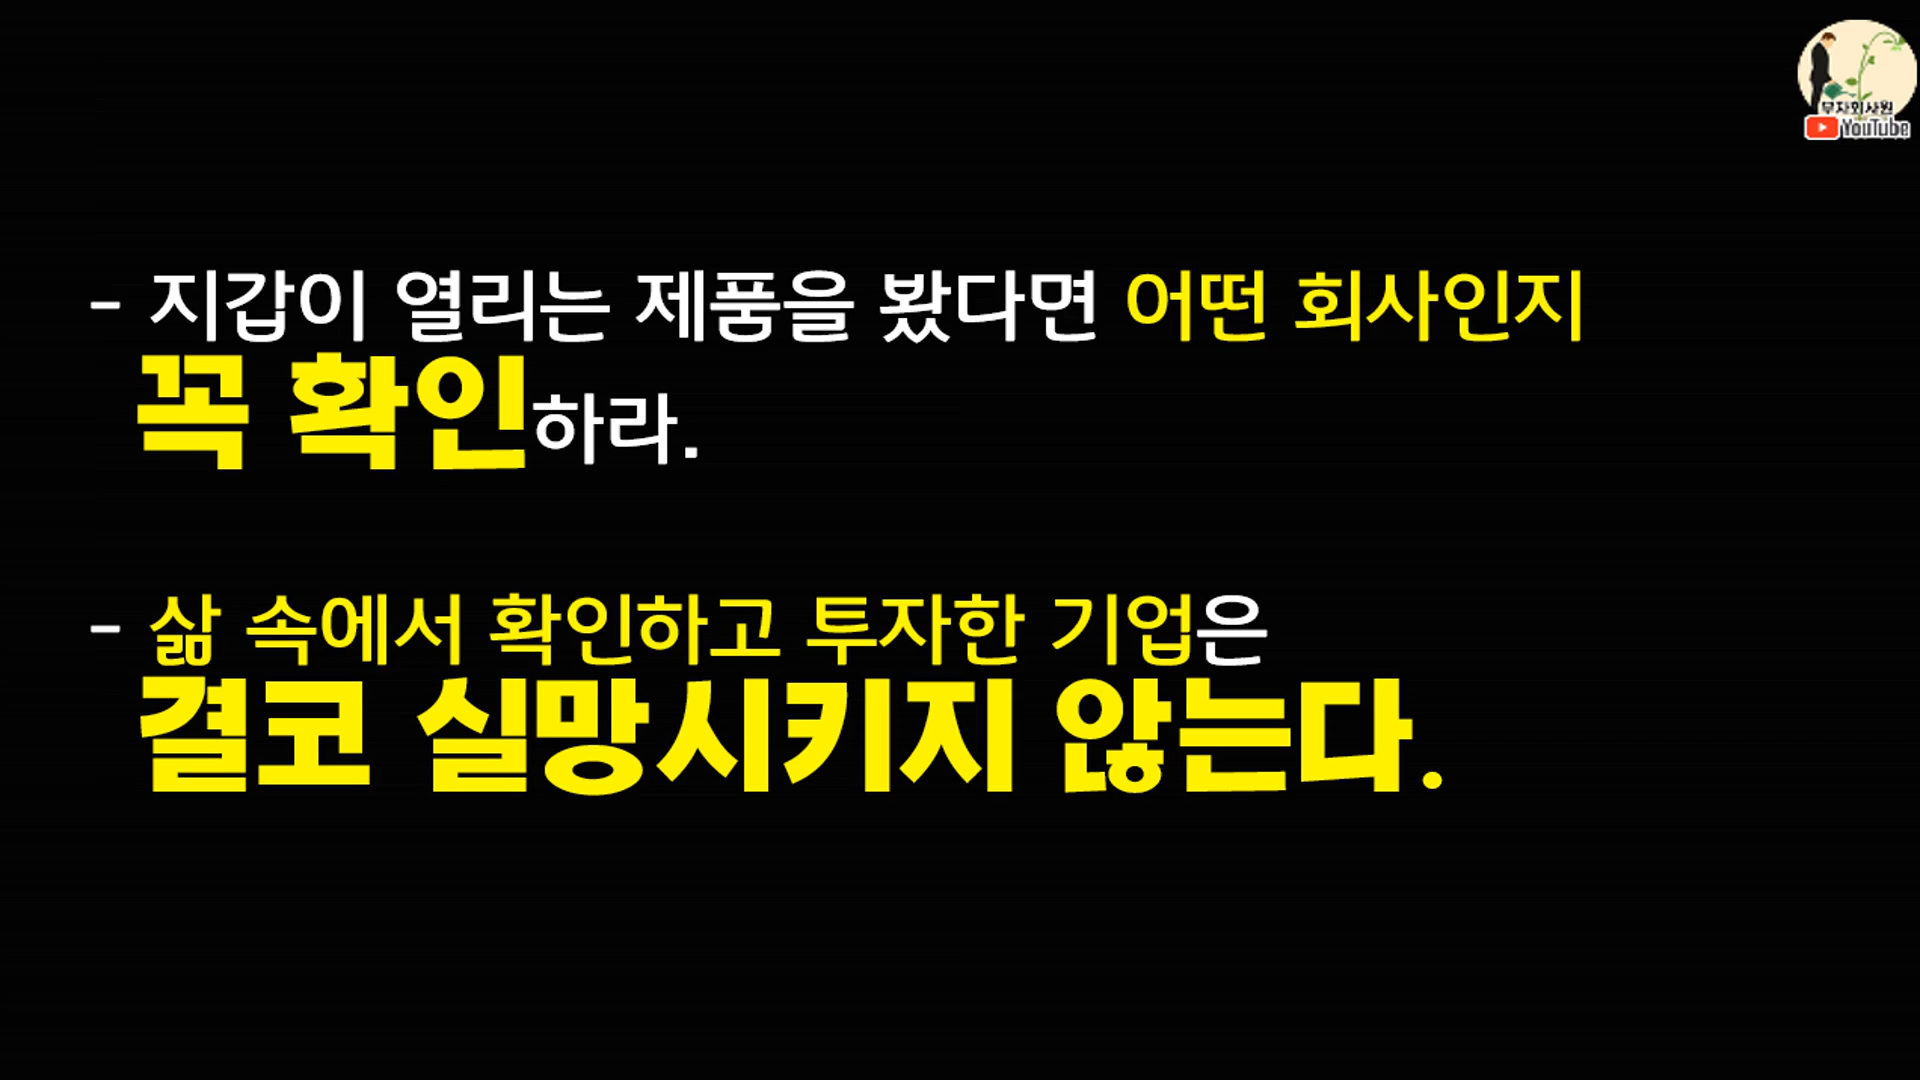 부자회사원
YouTube
- 지갑이 열리는 제품을 봤다면 어떤 회사인지
꼭 확인하라.
- 삶 속에서 확인하고 투자한 기업은
결코 실망시키지 않는다.